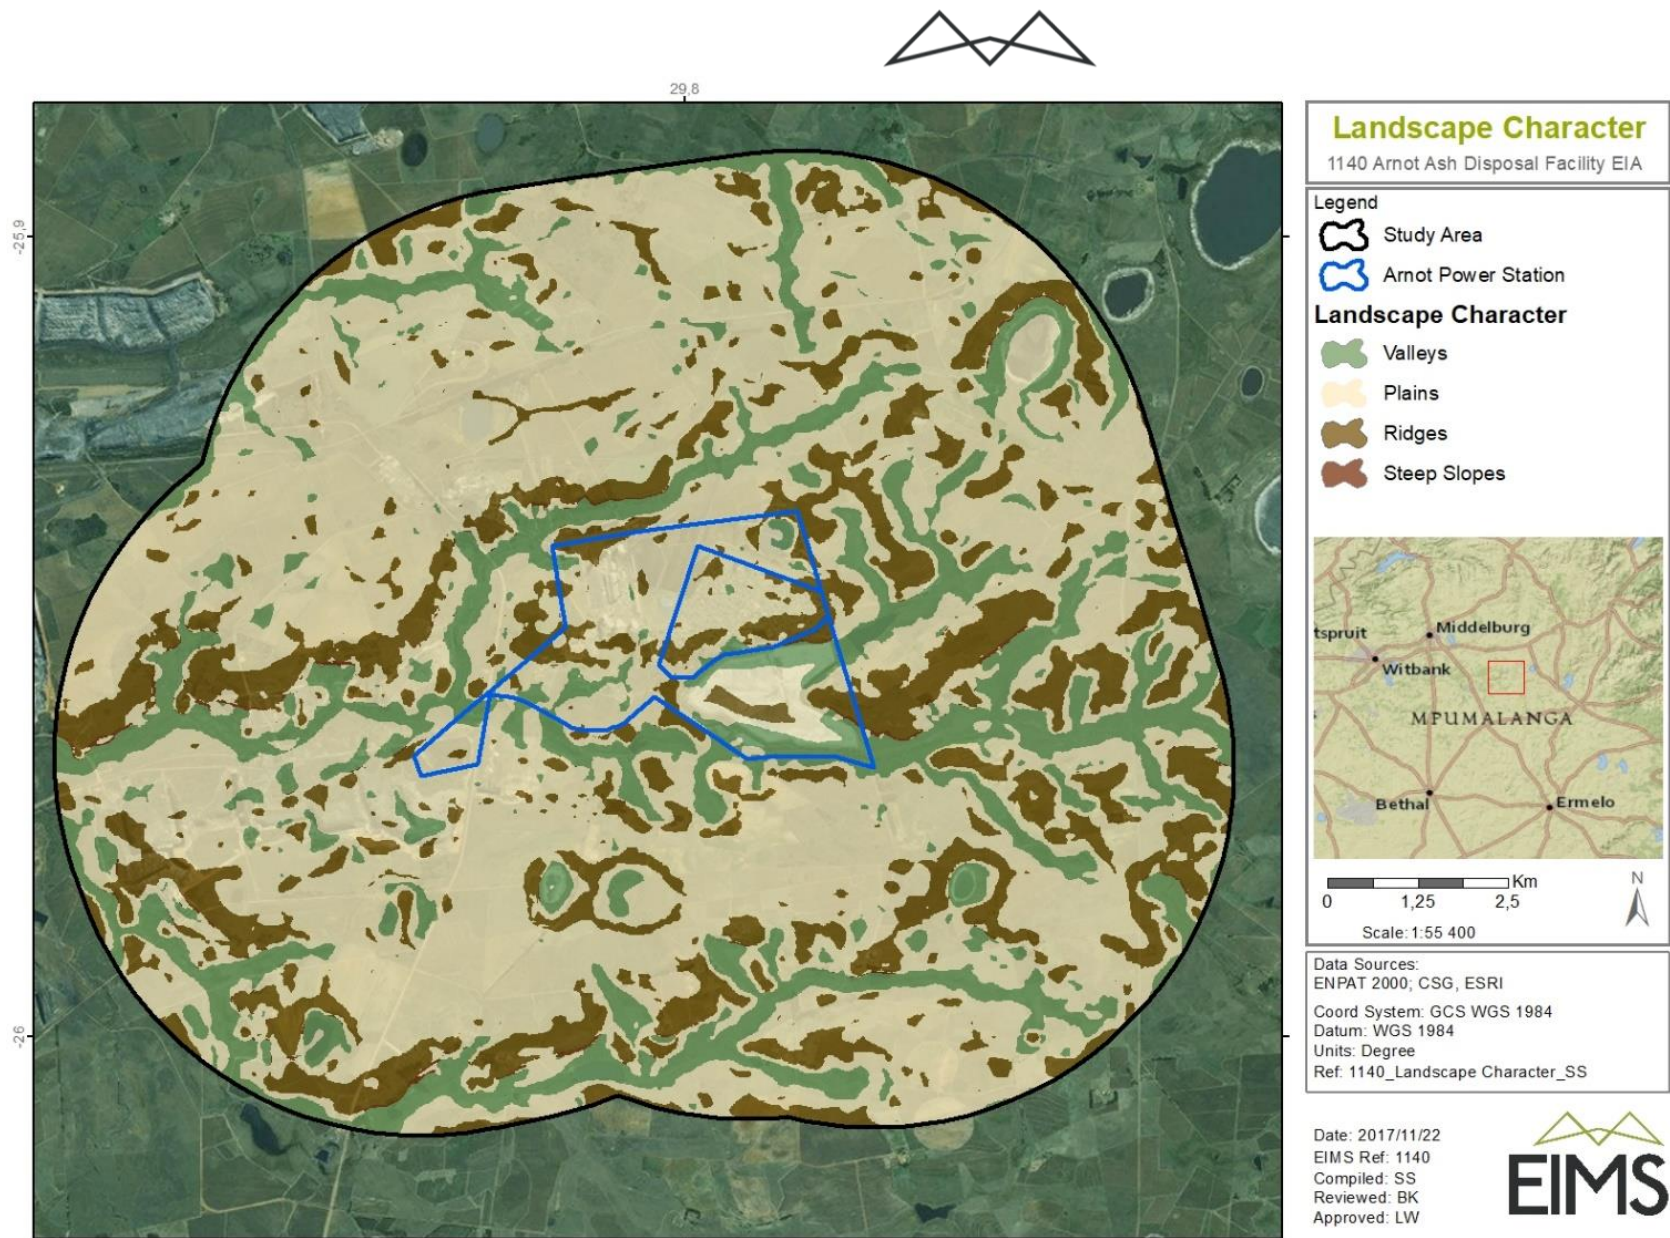 29,8
-25,9
-26
Landscape Character
1140 Arnot Ash Disposal Facility EIA
Legend
Study Area
Arnot Power Station
Landscape Character
Valleys
Plains
Ridges
Steep Slopes
tspruit
Middelburg
Witbank
MPUMALANGA
Bethal
Ermelo
Km
0 1,25 2,5
N
Scale: 1:55 400
Data Sources:
ENPAT 2000; CSG, ESRI
Coord System: GCS WGS 1984
Datum: WGS 1984
Units: Degree
Ref: 1140_Landscape Character_SS
Date: 2017/11/22
EIMS Ref: 1140
Compiled: SS
Reviewed: BK
Approved: LW
EIMS